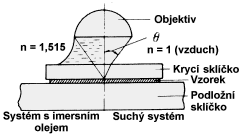 Objektiv
θ
n = 1,515
n = 1 (vzduch)
Krycí sklíčko
Vzorek
Podložní
sklíčko
Systém s imersním
olejem
Suchý systém